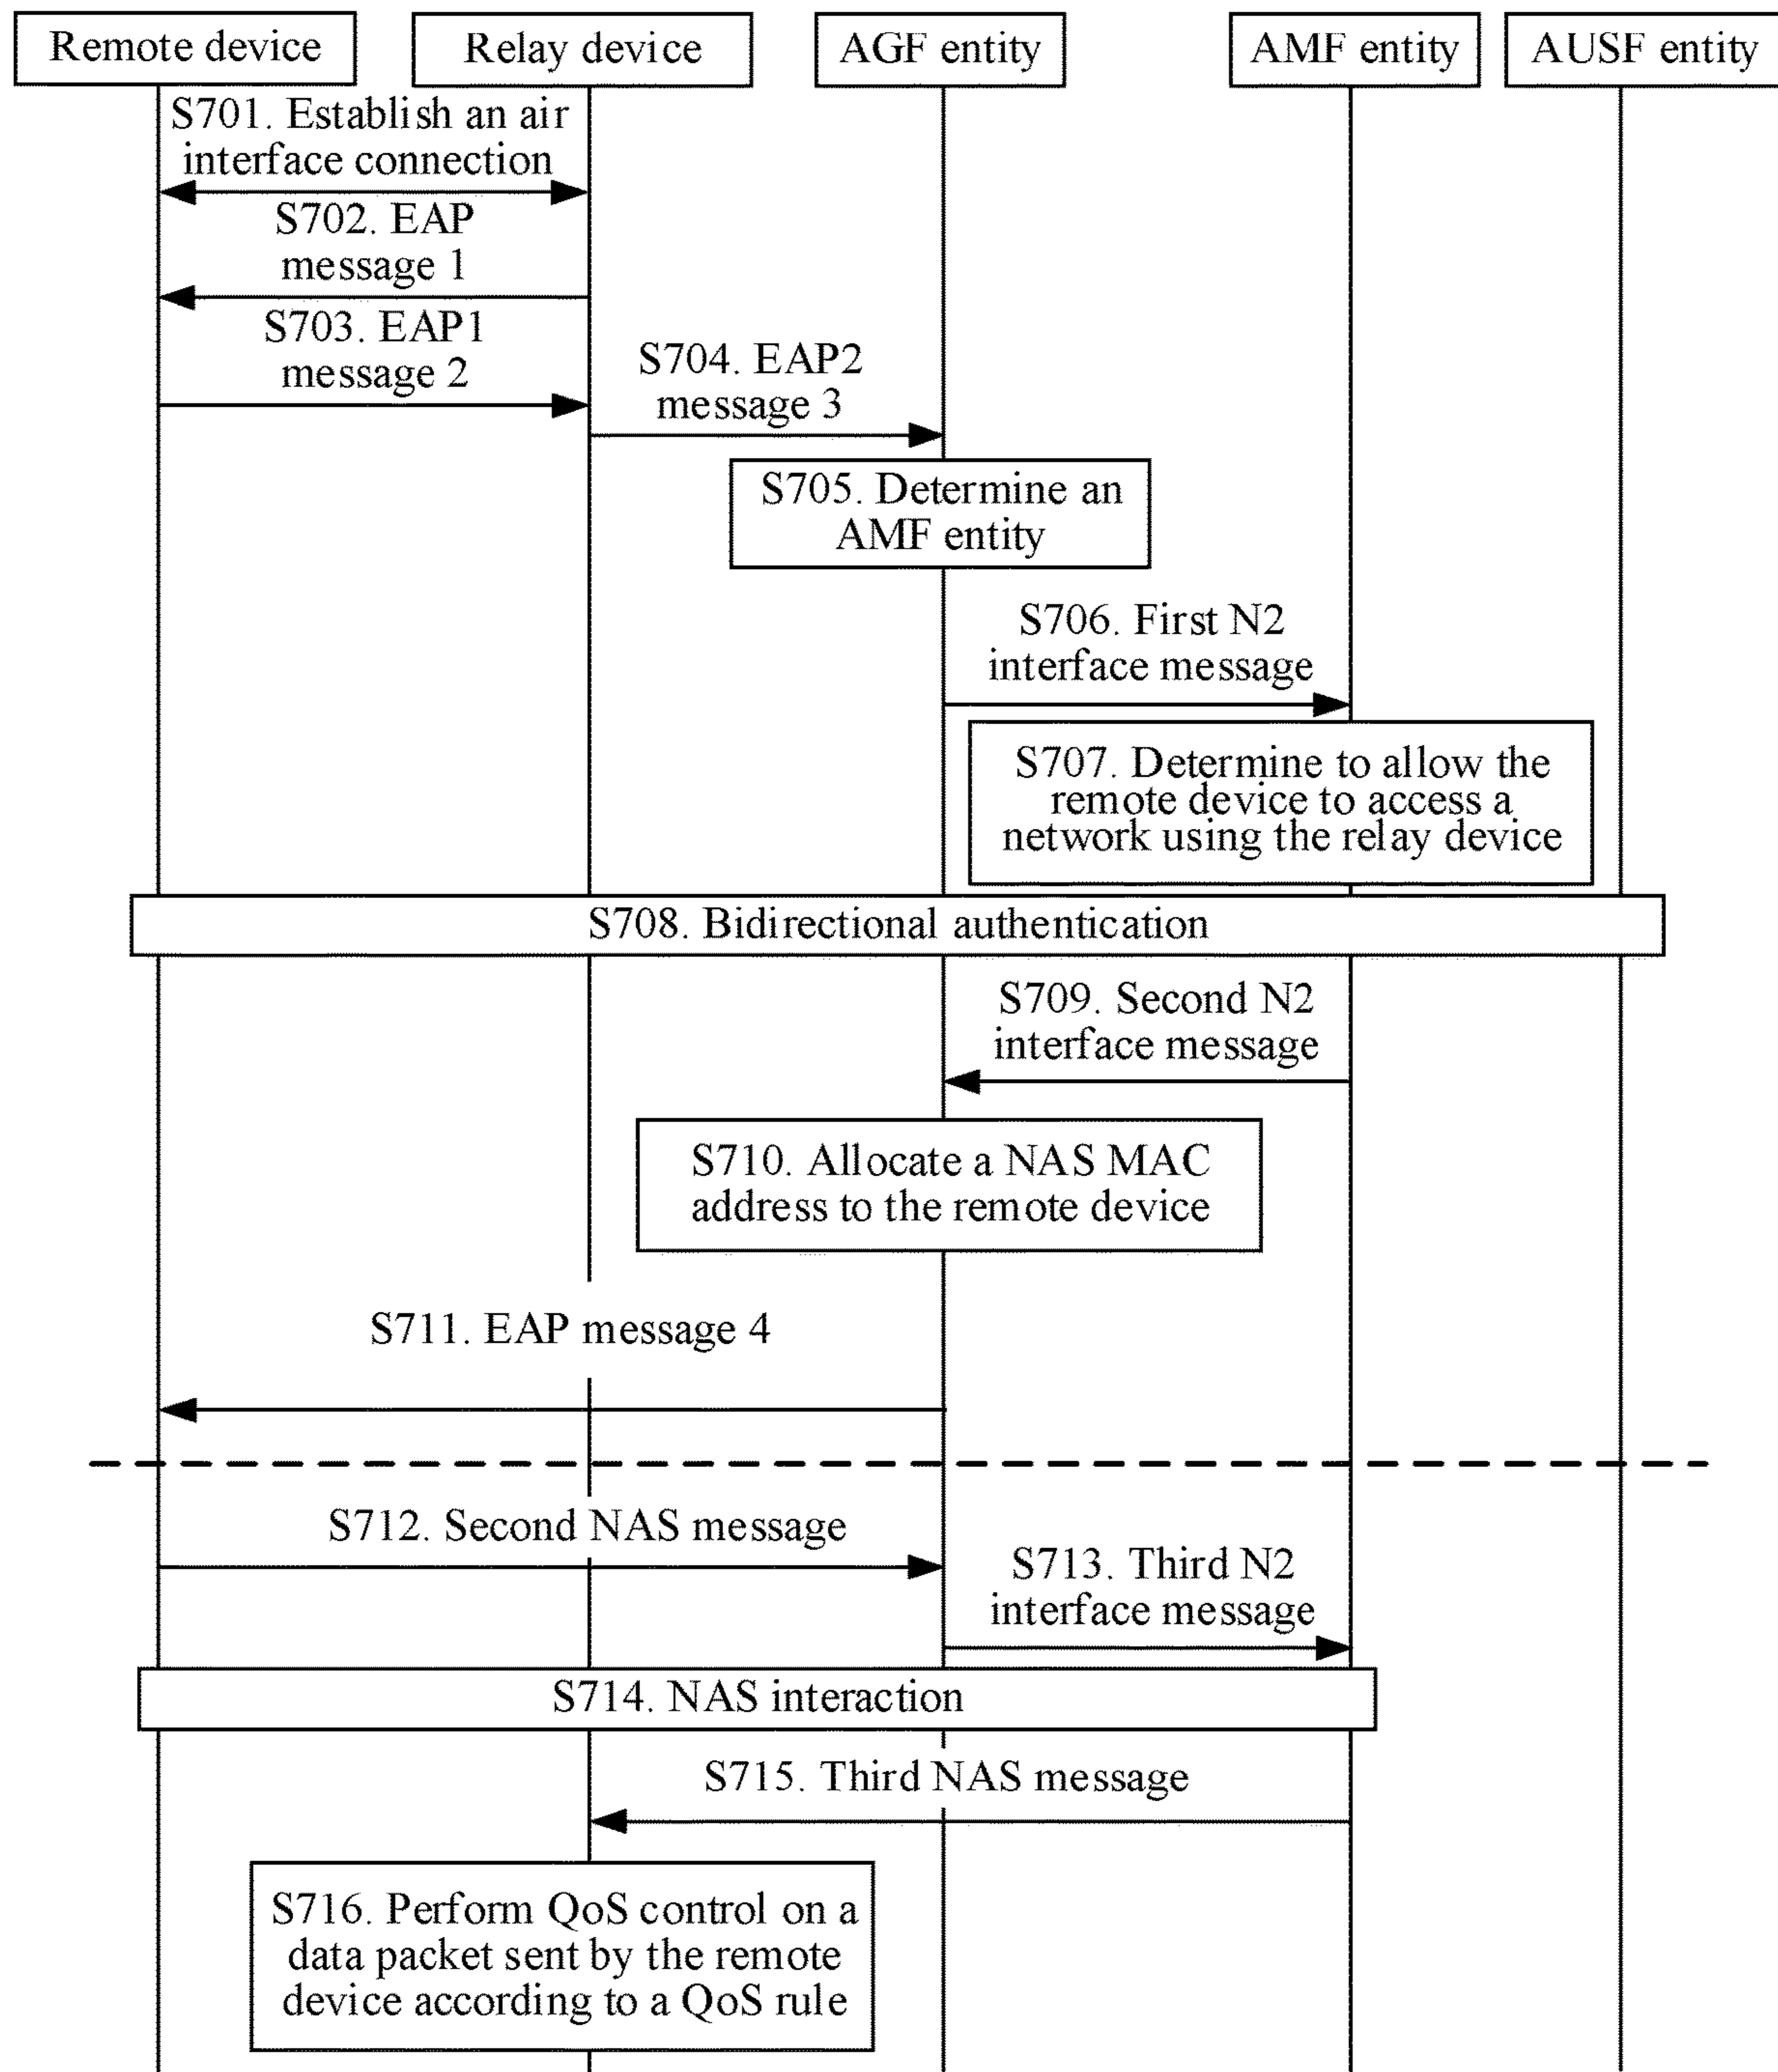 Remote device
Relay device
AGF entity
AMF entity
AUSF entity
S701. Establish an air
interface connection
S702. EAP
message 1
S703. EAP1
message 2
S704. EAP2
message 3
S705. Determine an
AMF entity
S706. First N2
interface message
S707. Determine to allow the
remote device to access a
network using the relay device
S708. Bidirectional authentication
S709. Second N2
interface message
S710. Allocate a NAS MAC
address to the remote device
S711. EAP message 4
S712. Second NAS message
S713. Third N2
interface message
S714. NAS interaction
S715. Third NAS message
S716. Perform QoS control on a
data packet sent by the remote
device according to a QoS rule